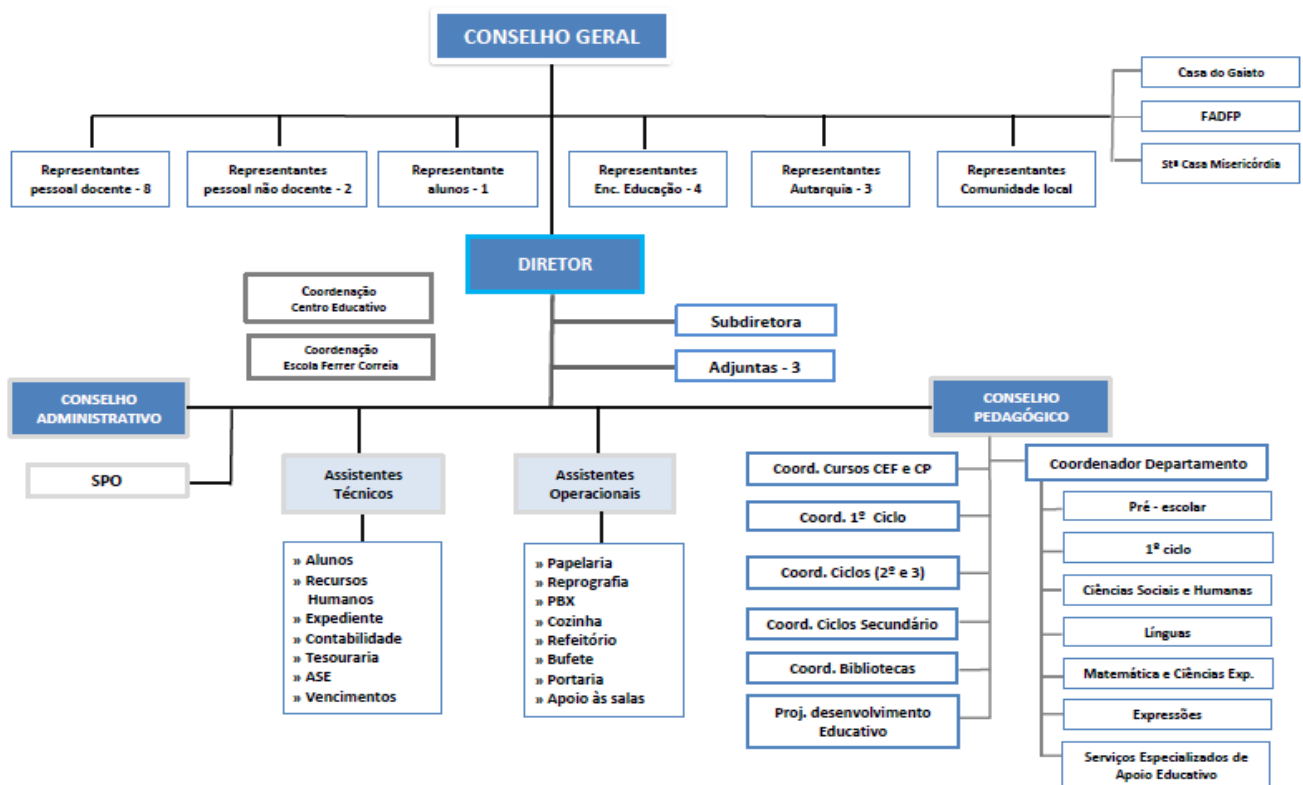 CONSELHO GERAL
Casa do Gaiato
FADFP
Stª Casa Misericórdia
Representantes
pessoal docente - 8
Representantes
pessoal não docente - 2
Representante
alunos - 1
Representantes
Enc. Educação - 4
Representantes
Autarquia - 3
Representantes
Comunidade local
DIRETOR
Coordenação
Centro Educativo
Coordenação
Escola Ferrer Correia
Subdiretora
Adjuntas - 3
CONSELHO
ADMINISTRATIVO
CONSELHO
PEDAGÓGICO
SPO
Assistentes
Técnicos
» Alunos
» Recursos
Humanos
» Expediente
» Contabilidade
» Tesouraria
» ASE
» Vencimentos
Assistentes
Operacionais
» Papelaria
» Reprografia
» PBX
» Cozinha
» Refeitório
» Bufete
» Portaria
» Apoio às salas
Coord. Cursos CEF e CP
Coord. 1º Ciclo
Coord. Ciclos (2º e 3)
Coord. Ciclos Secundário
Coord. Bibliotecas
Proj. desenvolvimento
Educativo
Coordenador Departamento
Pré - escolar
1º ciclo
Ciências Sociais e Humanas
Línguas
Matemática e Ciências Exp.
Expressões
Serviços Especializados de
Apoio Educativo